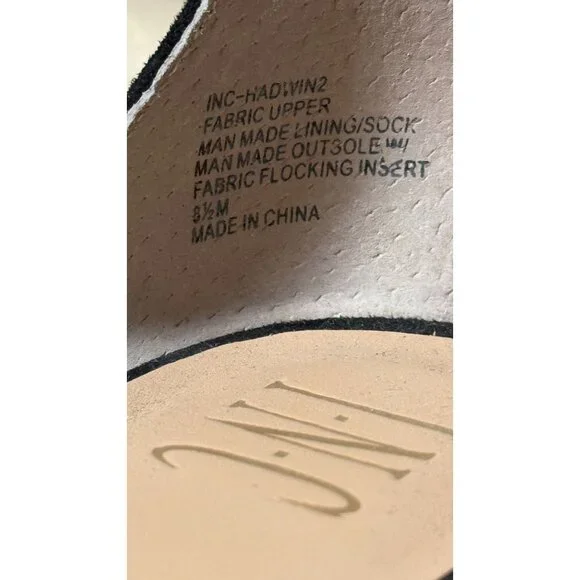 INC-HADWIN2
FABRIC UPPER
MAN MADE LINING/SOCK
MAN MADE OUTSOLE W/
FABRIC FLOCKING INSERT
8½M
MADE IN CHINA
I·N·C